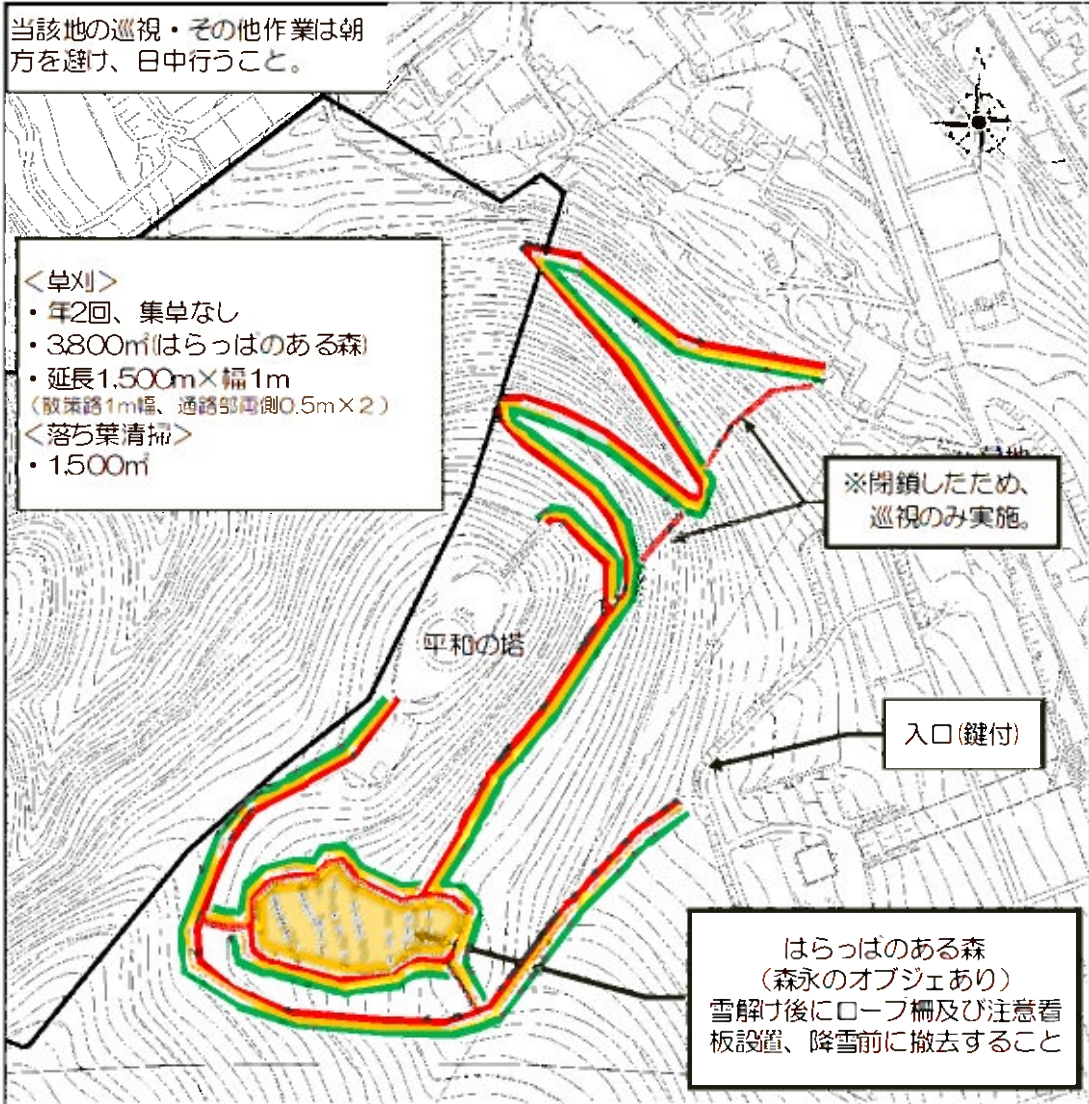 当該地の巡視・その他作業は朝
方を避け、日中行うこと。
＜草刈＞
・年2回、集草なし
・3,800㎡(はらっぱのある森)
・延長1,500m×幅1m
（散策路1m幅、通路部両側0.5m×2）
＜落ち葉清掃＞
・1,500㎡
※閉鎖したため、
巡視のみ実施。
平和の塔
入口(鍵付)
はらっぱのある森
(森永のオブジェあり)
雪解け後にロープ柵及び注意看
板設置、降雪前に撤去すること